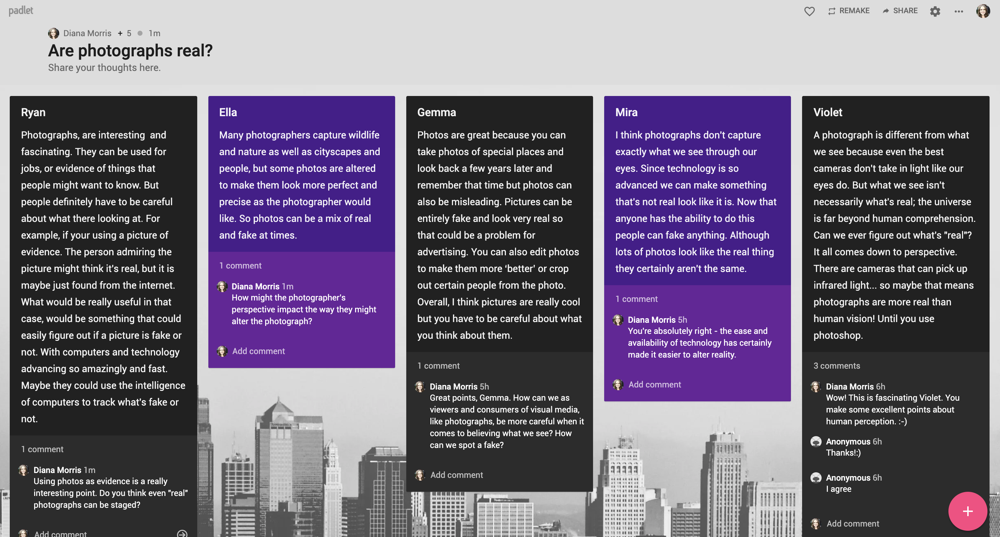 padlet
REMAKE
SHARE
Diana Morris + 5 1m
Are photographs real?
Share your thoughts here.
Ryan
Photographs, are interesting  and
fascinating. They can be used for
jobs, or evidence of things that
people might want to know. But
people definitely have to be careful
about what there looking at. For
example, if your using a picture of
evidence. The person admiring the
picture might think it's real, but it is
maybe just found from the internet.
What would be really useful in that
case, would be something that could
easily figure out if a picture is fake or
not. With computers and technology
advancing so amazingly and fast.
Maybe they could use the intelligence
of computers to track what's fake or
not.
1 comment
Diana Morris 1m
Using photos as evidence is a really
interesting point. Do you think even "real"
photographs can be staged?
Add comment
Ella
Many photographers capture wildlife
and nature as well as cityscapes and
people, but some photos are altered
to make them look more perfect and
precise as the photographer would
like. So photos can be a mix of real
and fake at times.
1 comment
Diana Morris 1m
How might the photographer's
perspective impact the way they might
alter the photograph?
Add comment
Gemma
Photos are great because you can
take photos of special places and
look back a few years later and
remember that time but photos can
also be misleading. Pictures can be
entirely fake and look very real so
that could be a problem for
advertising. You can also edit photos
to make them more ‘better’ or crop
out certain people from the photo.
Overall, I think pictures are really cool
but you have to be careful about what
you think about them.
1 comment
Diana Morris 5h
Great points, Gemma. How can we as
viewers and consumers of visual media,
like photographs, be more careful when it
comes to believing what we see? How
can we spot a fake?
Add comment
Mira
I think photographs don't capture
exactly what we see through our
eyes. Since technology is so
advanced we can make something
that's not real look like it is. Now that
anyone has the ability to do this
people can fake anything. Although
lots of photos look like the real thing
they certainly aren't the same.
1 comment
Diana Morris 5h
You're absolutely right - the ease and
availability of technology has certainly
made it easier to alter reality.
Add comment
Violet
A photograph is different from what
we see because even the best
cameras don't take in light like our
eyes do. But what we see isn't
necessarily what's real; the universe
is far beyond human comprehension.
Can we ever figure out what's "real"?
It all comes down to perspective.
There are cameras that can pick up
infrared light... so maybe that means
photographs are more real than
human vision! Until you use
photoshop.
3 comments
Diana Morris 6h
Wow! This is fascinating Violet. You
make some excellent points about
human perception. :-)
Anonymous 6h
Thanks!:)
Anonymous 6h
I agree
Add comment